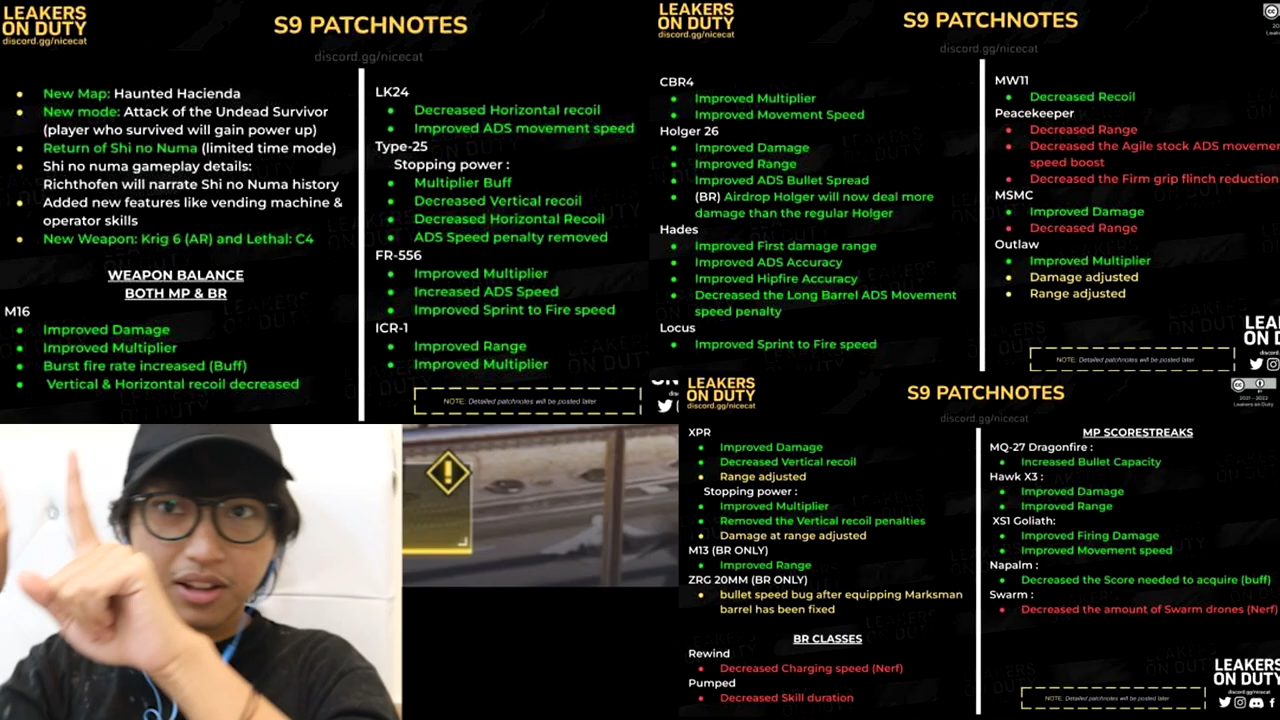 LEAKERS
ON DUTY
discord.gg/nicecat
S9 PATCHNOTES
discord.gg/nicecat
New Map: Haunted Hacienda
New mode: Attack of the Undead Survivor
(player who survived will gain power up)
Return of Shi no Numa (limited time mode)
Shi no numa gameplay details:
Richthofen will narrate Shi no Numa history
Added new features like vending machine &
operator skills
New Weapon: Krig 6 (AR) and Lethal: C4
WEAPON BALANCE
BOTH MP & BR
M16
Improved Damage
Improved Multiplier
Burst fire rate increased (Buff)
Vertical & Horizontal recoil decreased
LK24
Decreased Horizontal recoil
Improved ADS movement speed
Type-25
Stopping power :
Multiplier Buff
Decreased Vertical recoil
Decreased Horizontal Recoil
ADS Speed penalty removed
FR-556
Improved Multiplier
Increased ADS Speed
Improved Sprint to Fire speed
ICR-1
Improved Range
Improved Multiplier
NOTE: Detailed patchnotes will be posted later
LEAKERS
ON DUTY
discord.gg/nicecat
S9 PATCHNOTES
discord.gg/nicecat
CBR4
Improved Multiplier
Improved Movement Speed
Holger 26
Improved Damage
Improved Range
Improved ADS Bullet Spread
(BR) Airdrop Holger will now deal more
damage than the regular Holger
Hades
Improved First damage range
Improved ADS Accuracy
Improved Hipfire Accuracy
Decreased the Long Barrel ADS Movement
speed penalty
Locus
Improved Sprint to Fire speed
MW11
Decreased Recoil
Peacekeeper
Decreased Range
Decreased the Agile stock ADS movemen
speed boost
Decreased the Firm grip flinch reduction
MSMC
Improved Damage
Decreased Range
Outlaw
Improved Multiplier
Damage adjusted
Range adjusted
NOTE: Detailed patchnotes will be posted later
LEA
ON D
LEAKERS
ON DUTY
discord.gg/nicecat
S9 PATCHNOTES
discord.gg/nicecat
2021 - 2022
Leakers on Duty
XPR
Improved Damage
Decreased Vertical recoil
Range adjusted
Stopping power :
Improved Multiplier
Removed the Vertical recoil penalties
Damage at range adjusted
M13 (BR ONLY)
Improved Range
ZRG 20MM (BR ONLY)
bullet speed bug after equipping Marksman
barrel has been fixed
BR CLASSES
Rewind
Decreased Charging speed (Nerf)
Pumped
Decreased Skill duration
MP SCORESTREAKS
MQ-27 Dragonfire :
Increased Bullet Capacity
Hawk X3 :
Improved Damage
Improved Range
XS1 Goliath:
Improved Firing Damage
Improved Movement speed
Napalm :
Decreased the Score needed to acquire (buff)
Swarm :
Decreased the amount of Swarm drones (Nerf)
NOTE: Detailed patchnotes will be posted later
LEAKERS
ON DUTY
discord.gg/nicecat